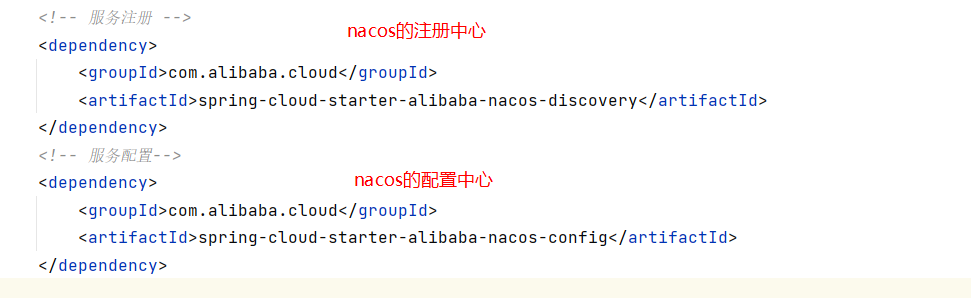 <!-- 服务注册 -->
nacos的注册中心
<dependency>
<groupId>com.alibaba.cloud</groupId>
<artifactId>spring-cloud-starter-alibaba-nacos-discovery</artifactId>
</dependency>
<!-- 服务配置-->
nacos的配置中心
<dependency>
<groupId>com.alibaba.cloud</groupId>
<artifactId>spring-cloud-starter-alibaba-nacos-config</artifactId>
</dependency>